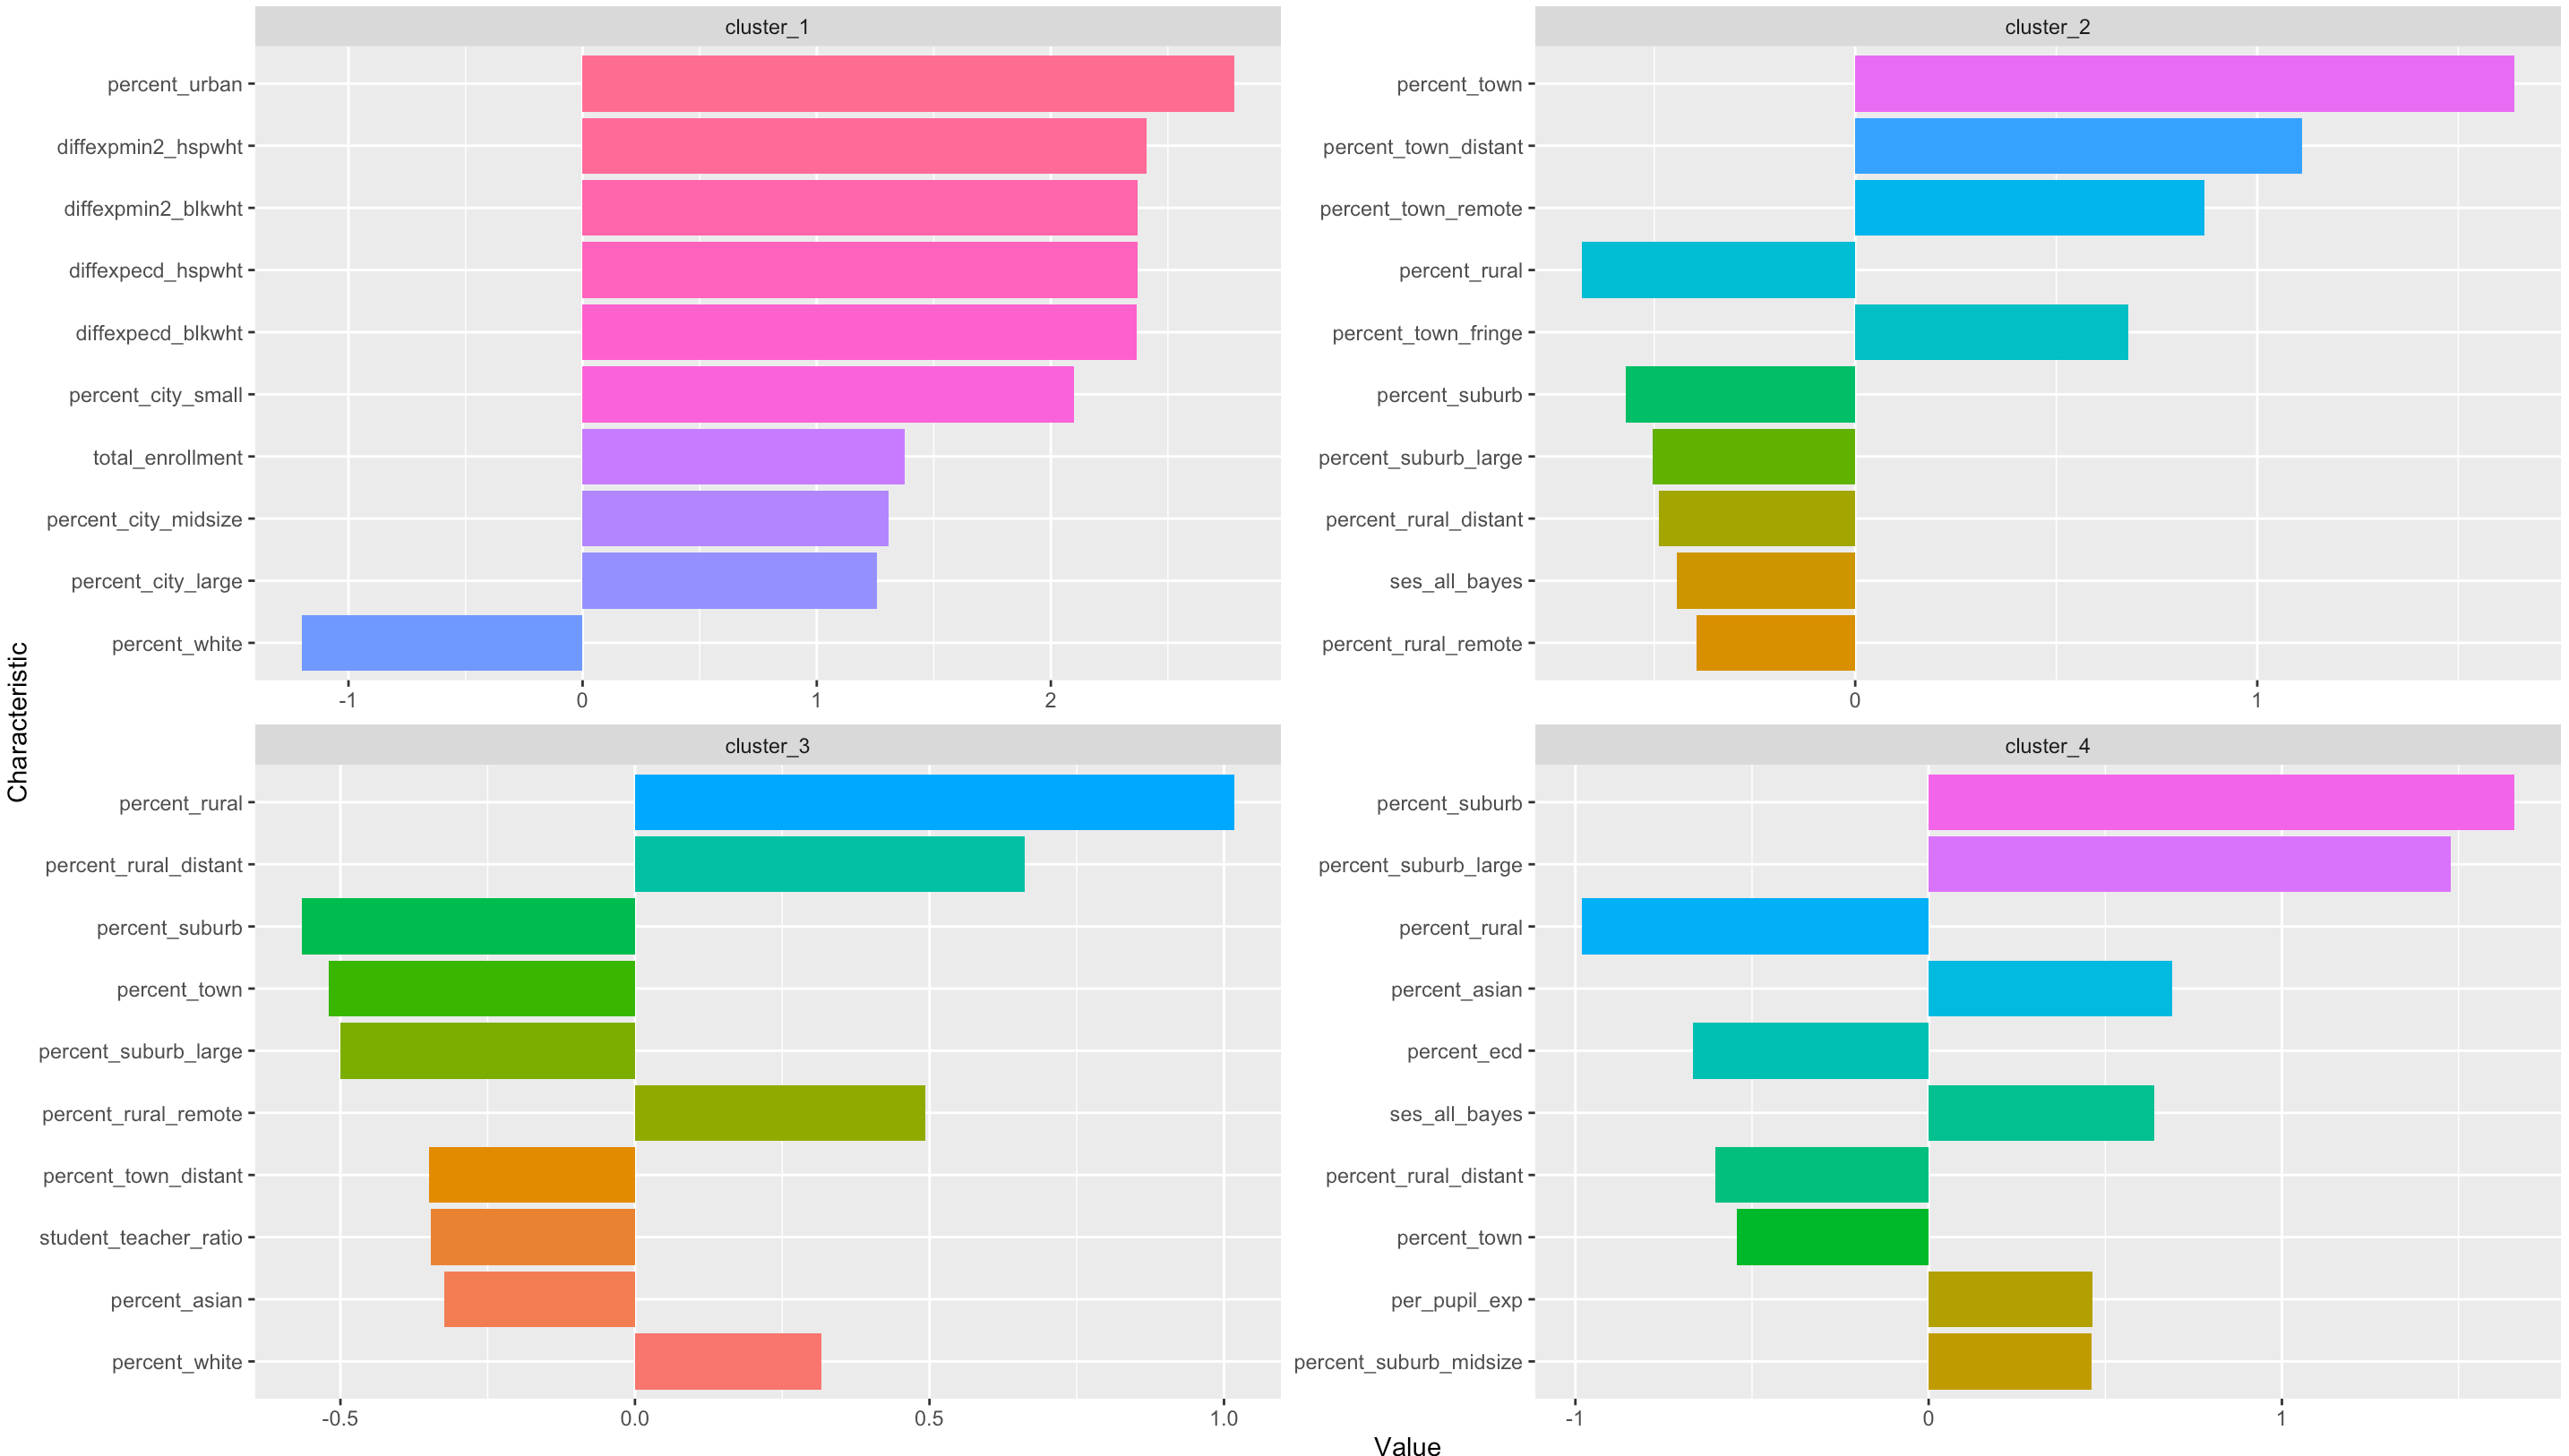 cluster_1
percent_urban
diffexpmin2_hspwht
diffexpmin2_blkwht
diffexpecd_hspwht
diffexpecd_blkwht
percent_city_small
total_enrollment
percent_city_midsize
percent_city_large
percent_white
-1 0 1 2
cluster_2
percent_town
percent_town_distant
percent_town_remote
percent_rural
percent_town_fringe
percent_suburb
percent_suburb_large
percent_rural_distant
ses_all_bayes
percent_rural_remote
0 1
cluster_3
percent_rural
percent_rural_distant
percent_suburb
percent_town
percent_suburb_large
percent_rural_remote
percent_town_distant
student_teacher_ratio
percent_asian
percent_white
-0.5 0.0 0.5 1.0
cluster_4
percent_suburb
percent_suburb_large
percent_rural
percent_asian
percent_ecd
ses_all_bayes
percent_rural_distant
percent_town
per_pupil_exp
percent_suburb_midsize
-1 0 1
Characteristic
Value